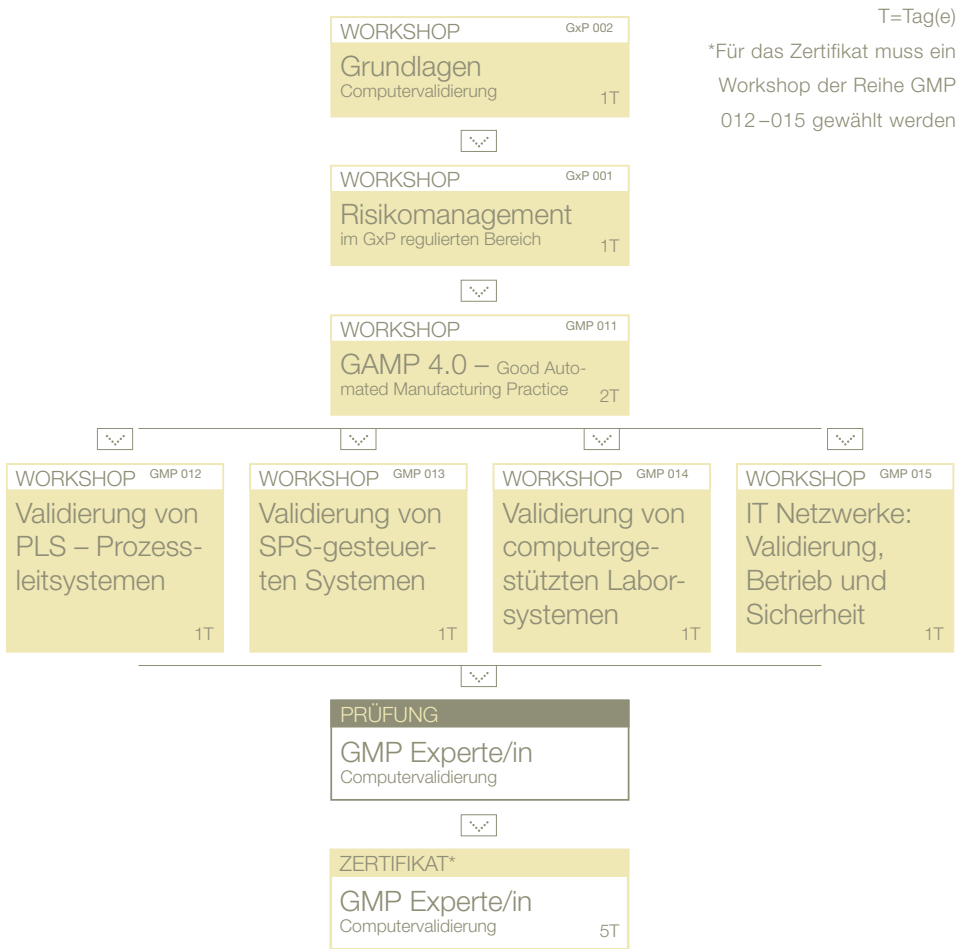 T=Tag(e)
*Für das Zertifikat muss ein
Workshop der Reihe GMP
012–015 gewählt werden
WORKSHOP GxP 002
Grundlagen
Computervalidierung
1T
WORKSHOP GxP 001
Risikomanagement
im GxP regulierten Bereich
1T
WORKSHOP GMP 011
GAMP 4.0 – Good Auto-
mated Manufacturing Practice
2T
WORKSHOP GMP 012
Validierung von
PLS – Prozess-
leitsystemen
1T
WORKSHOP GMP 013
Validierung von
SPS-gesteuer-
ten Systemen
1T
WORKSHOP GMP 014
Validierung von
computerge-
stützten Labor-
systemen
1T
WORKSHOP GMP 015
IT Netzwerke:
Validierung,
Betrieb und
Sicherheit
1T
PRÜFUNG
GMP Experte/in
Computervalidierung
ZERTIFIKAT*
GMP Experte/in
Computervalidierung
5T